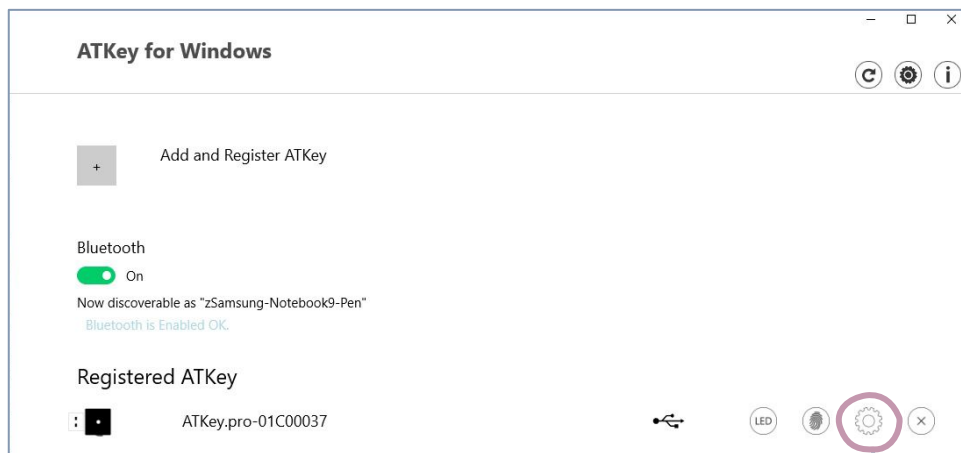 ATKey for Windows
+
Add and Register ATKey
Bluetooth
On
Now discoverable as "zSamsung-Notebook9-Pen"
Bluetooth is Enabled OK.
Registered ATKey
ATKey.pro-01C00037
LED